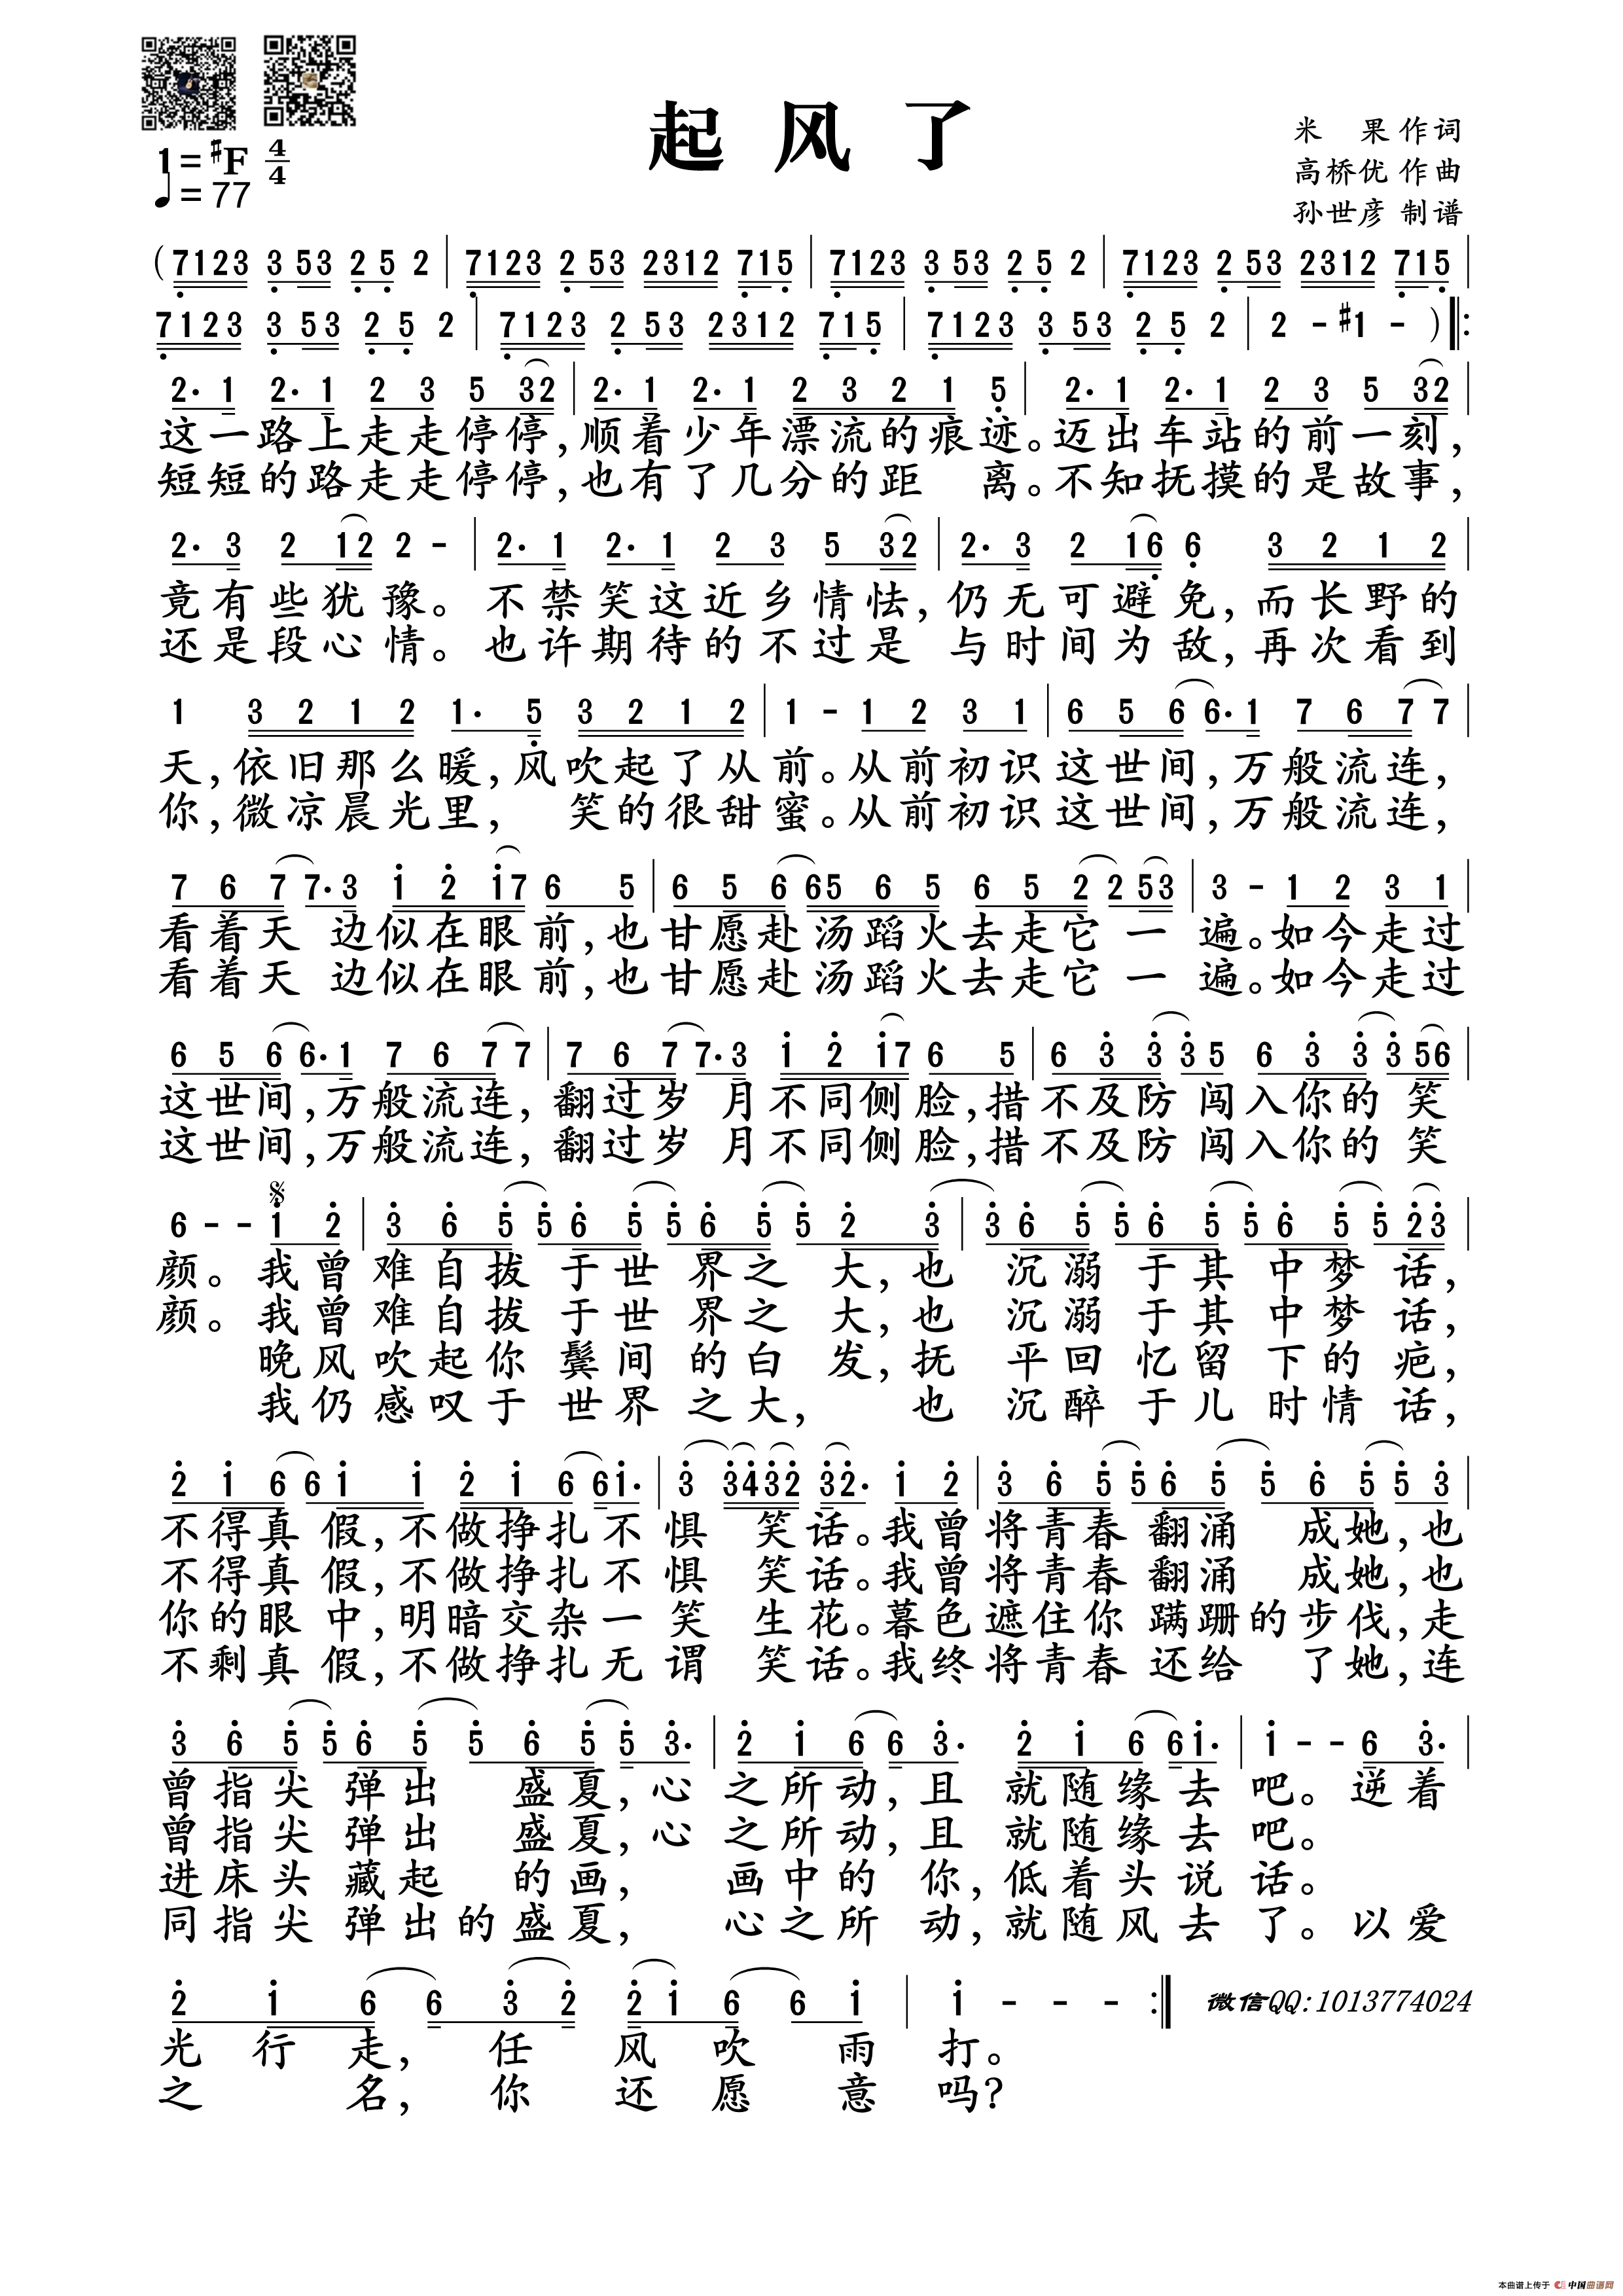 起风了
米 果 作 词
高桥优 作 曲
孙世彦 制 谱
1=♯F 4/4
♩=77
(7123 3 53 2 5 2 | 7123 2 53 2312 715 | 7123 3 53 2 5 2 | 7123 2 53 2312 715 |
7123 3 53 2 5 2 | 7123 2 53 2312 715 | 7123 3 53 2 5 2 | 2 - ♯1 - ) |:
2· 1 2· 1 2 3 5 32 | 2· 1 2· 1 2 3 2 1 5 | 2· 1 2· 1 2 3 5 32 |
这一路上走走停停,顺着少年漂流的痕迹。迈出车站的前一刻,
短短的路走走停停,也有了几分的距 离。不知抚摸的是故事,
2· 3 2 12 2 - | 2· 1 2· 1 2 3 5 32 | 2· 3 2 16 6 3 2 1 2 |
竟有些犹豫。不禁笑这近乡情怯,仍无可避免,而长野的
还是段心情。也许期待的不过是 与时间为敌,再次看到
1 3 2 1 2 1· 5 3 2 1 2 | 1 - 1 2 3 1 | 6 5 6 6· 1 7 6 7 7 |
天,依旧那么暖,风吹起了从前。从前初识这世间,万般流连,
你,微凉晨光里, 笑的很甜蜜。从前初识这世间,万般流连,
7 6 7 7· 3 1 2 17 6 5 | 6 5 6 65 6 5 6 5 2 2 53 | 3 - 1 2 3 1 |
看着天 边似在眼前,也甘愿赴汤蹈火去走它 一 遍。如今走过
看着天 边似在眼前,也甘愿赴汤蹈火去走它 一 遍。如今走过
6 5 6 6· 1 7 6 7 7 | 7 6 7 7· 3 1 2 17 6 5 | 6 3 3 3 5 6 3 3 3 56 |
这世间,万般流连,翻过岁 月不同侧脸,措不及防 闯入你的 笑
这世间,万般流连,翻过岁 月不同侧脸,措不及防 闯入你的 笑
6 - - 1 2 | 3 6 5 5 6 5 5 6 5 5 2 3 | 3 6 5 5 6 5 5 6 5 5 23 |
颜。我曾难自拔 于世 界之 大,也 沉溺 于其 中梦 话,
颜。我曾难自拔 于世 界之 大,也 沉溺 于其 中梦 话,
晚风吹起你 鬓间 的白 发,抚 平回 忆留 下的 疤,
我仍感叹于 世界 之大, 也 沉醉 于儿 时情 话,
2 1 6 6 1 1 2 1 6 61· | 3 3432 32· 1 2 | 3 6 5 5 6 5 5 6 5 5 3 |
不得真 假,不做挣扎不 惧 笑话。我曾将青春 翻涌 成她,也
不得真 假,不做挣扎不 惧 笑话。我曾将青春 翻涌 成她,也
你的眼 中,明暗交杂一 笑 生花。暮色遮住你 蹒跚的步伐,走
不剩真 假,不做挣扎无 谓 笑话。我终将青春 还给 了她,连
3 6 5 5 6 5 5 6 5 5 3· | 2 1 6 6 3· 2 1 6 61· | 1 - - 6 3· |
曾指尖 弹出 盛夏,心 之所动,且 就随缘去 吧。逆着
曾指尖 弹出 盛夏,心 之所动,且 就随缘去 吧。
进床头 藏起 的画, 画中的 你,低着头说 话。
同指尖 弹出的盛夏, 心之所 动,就随风去 了。以爱
2 1 6 6 3 2 2 1 6 6 1 | 1 - - - :|
微信QQ:1013774024
光 行 走, 任 风 吹 雨 打。
之 名, 你 还 愿 意 吗?
本曲谱上传于 中国曲谱网